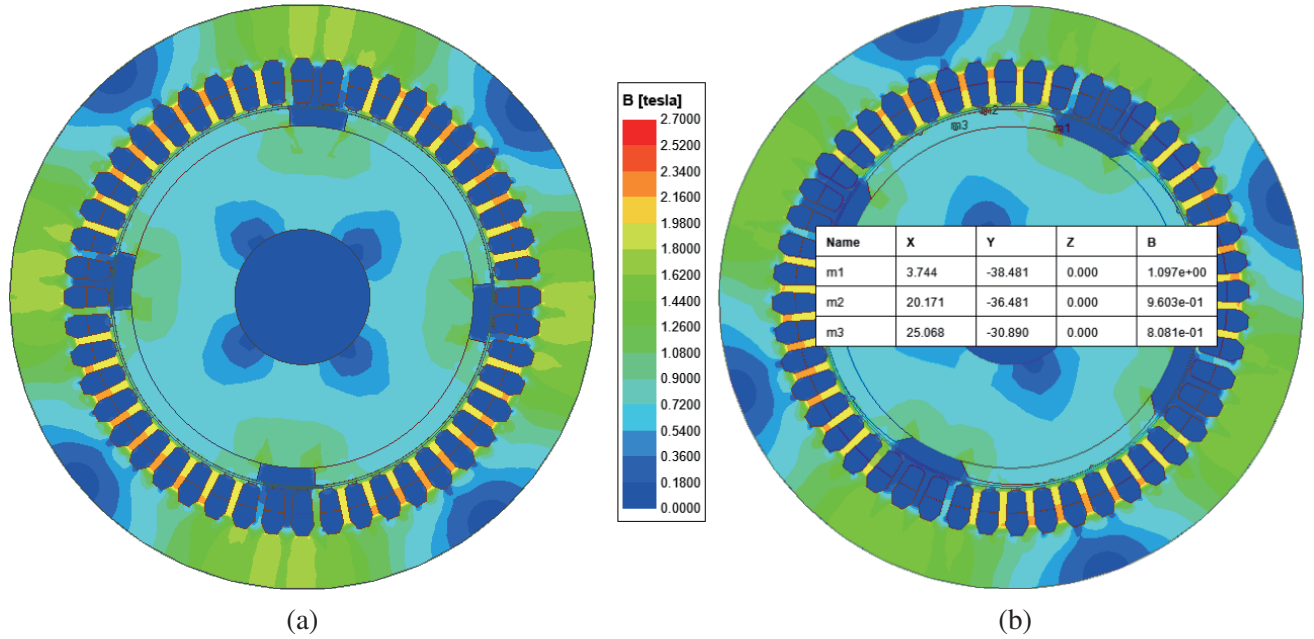 B [tesla]
2.7000
2.5200
2.3400
2.1600
1.9800
1.8000
1.6200
1.4400
1.2600
1.0800
0.9000
0.7200
0.5400
0.3600
0.1800
0.0000
m2
m3
m1
Name X Y Z B
m1 3.744 -38.481 0.000 1.097e+00
m2 20.171 -36.481 0.000 9.603e-01
m3 25.068 -30.890 0.000 8.081e-01
(a)
(b)